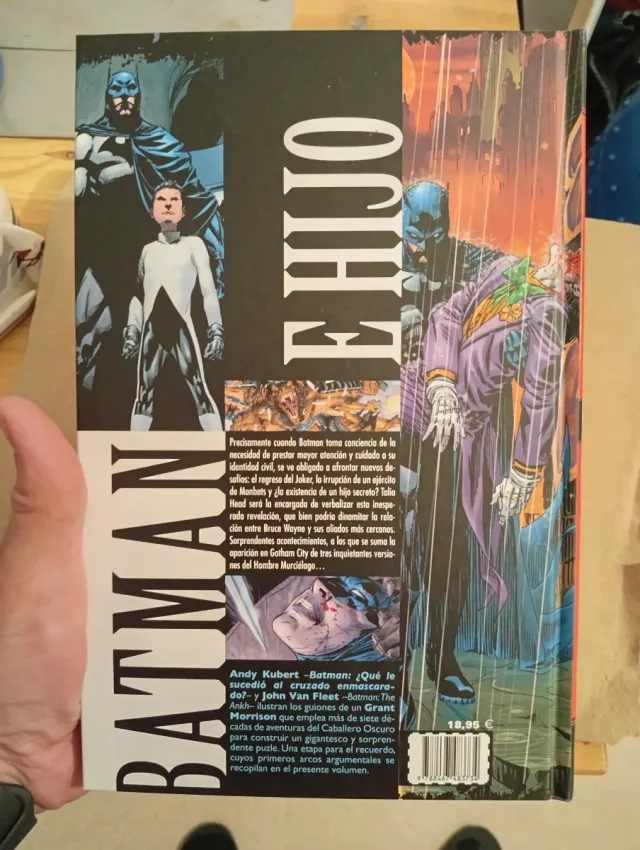 BATMAN
E HIJO
Precisamente cuando Batman toma conciencia de la
necesidad de prestar mayor atención y cuidado a su
identidad civil, se ve obligado a afrontar nuevos de-
safíos: el regreso del Joker, la irrupción de un ejército
de Manbats y ¿la existencia de un hijo secreto? Talia
Head será la encargada de verbalizar esta inespe-
rada revelación, que bien podría dinamitar la rela-
ción entre Bruce Wayne y sus aliados más cercanos.
Sorprendentes acontecimientos, a los que se suma la
aparición en Gotham City de tres inquietantes versio-
nes del Hombre Murciélago...
Andy Kubert –Batman: ¿Qué le
sucedió al cruzado enmascara-
do?– y John Van Fleet –Batman: The
Ankh– ilustran los guiones de un Grant
Morrison que emplea más de siete dé-
cadas de aventuras del Caballero Oscuro
para construir un gigantesco y sorpren-
dente puzle. Una etapa para el recuerdo,
cuyos primeros arcos argumentales se
recopilan en el presente volumen.
18,95 €
9 788467 483734